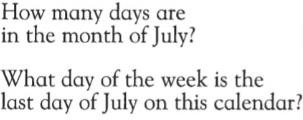 How many days are
in the month of July?
What day of the week is the
last day of July on this calendar?